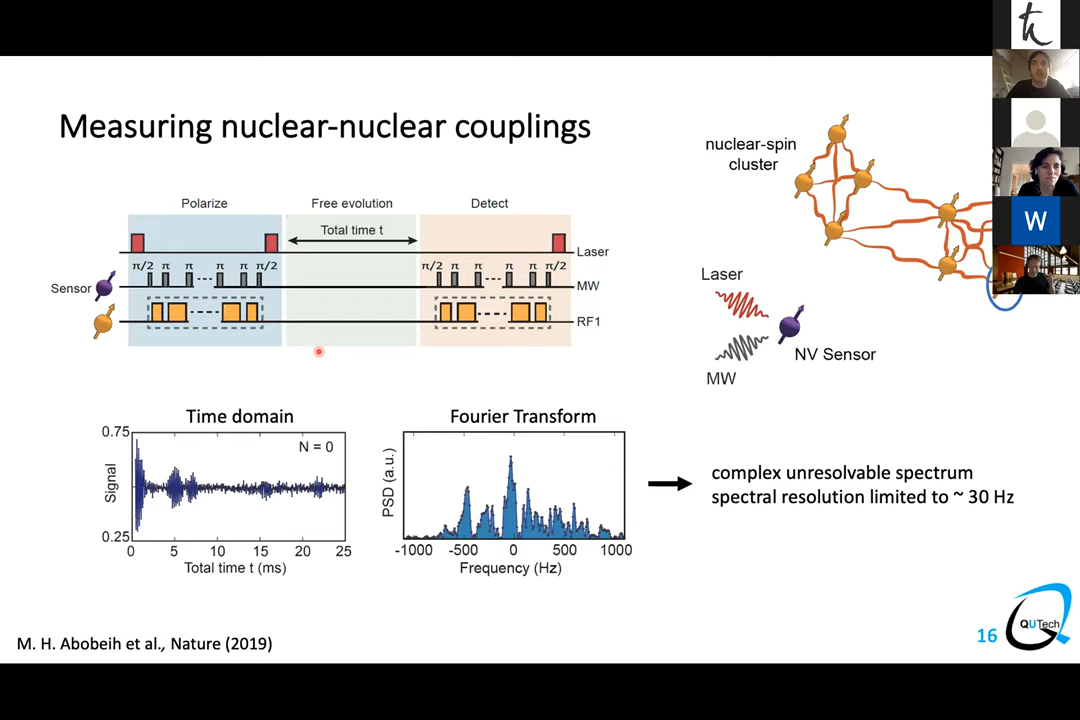 Measuring nuclear-nuclear couplings
nuclear-spin
cluster
Polarize
Free evolution
Detect
Total time t
Laser
π/2 π π π π π/2
π/2 π π π π π/2
Sensor
MW
RF1
Laser
NV Sensor
MW
W
Time domain
0.75
N = 0
Signal
0.25
0 5 10 15 20 25
Total time t (ms)
Fourier Transform
PSD (a.u.)
-1000 -500 0 500 1000
Frequency (Hz)
complex unresolvable spectrum
spectral resolution limited to ~ 30 Hz
M. H. Abobeih et al., Nature (2019)
16
QUTech